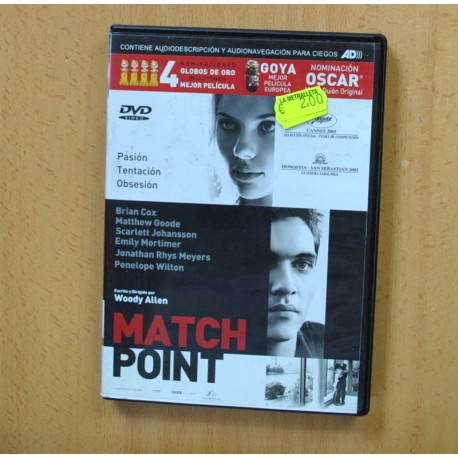 CONTIENE AUDIODESCRIPCIÓN Y AUDIONAVEGACIÓN PARA CIEGOS AD
4
NOMINACIONES
GLOBOS DE ORO
MEJOR PELÍCULA
GOYA
MEJOR
PELÍCULA
EUROPEA
NOMINACIÓN
OSCAR
Guión Original
LA METRALLETA
€ 2.00
DVD
VIDEO
CANNES 2005
DONOSTIA - SAN SEBASTIÁN 2005
Pasión
Tentación
Obsesión
Brian Cox
Matthew Goode
Scarlett Johansson
Emily Mortimer
Jonathan Rhys Meyers
Penelope Wilton
Escrita y Dirigida por
Woody Allen
MATCH
POINT